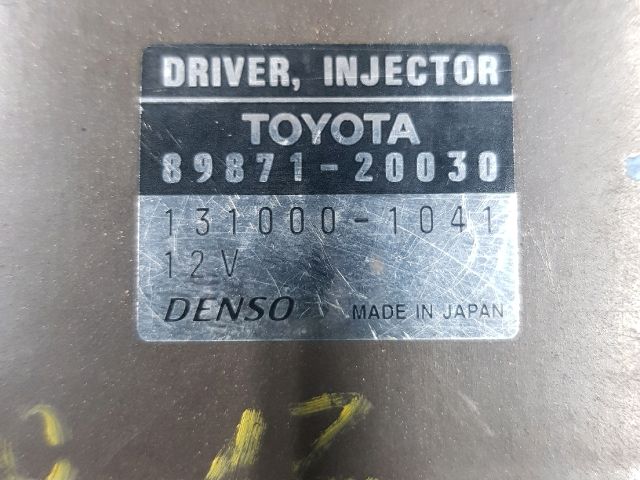 DRIVER, INJECTOR
TOYOTA
89871-20030
131000-1041
12V
DENSO MADE IN JAPAN